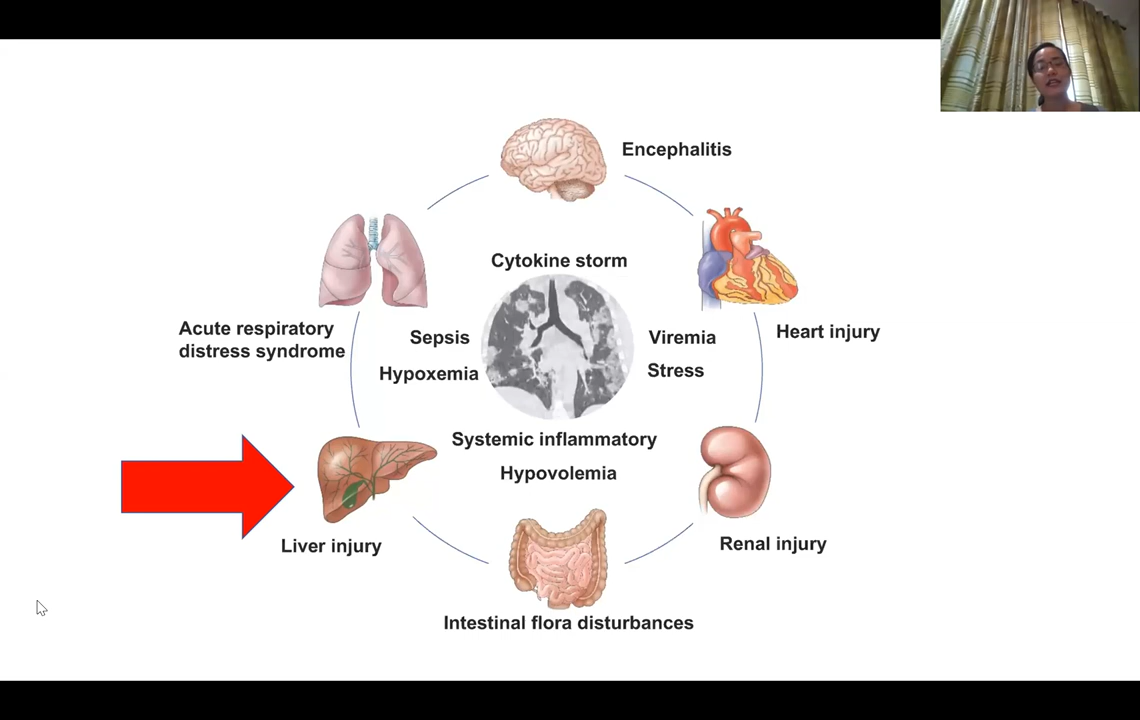 Encephalitis
Cytokine storm
Acute respiratory
distress syndrome
Sepsis
Viremia
Heart injury
Hypoxemia
Stress
Systemic inflammatory
Hypovolemia
Liver injury
Renal injury
Intestinal flora disturbances